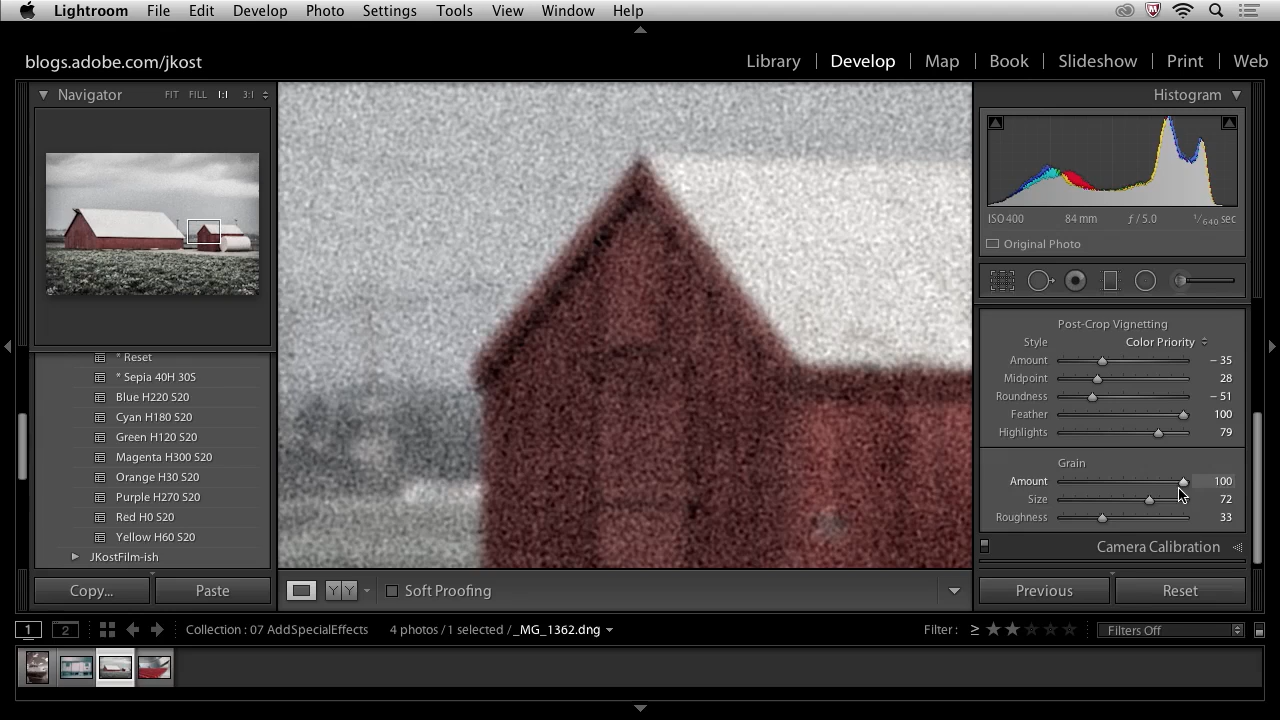 Lightroom File Edit Develop Photo Settings Tools View Window Help
blogs.adobe.com/jkost
Library Develop Map Book Slideshow Print Web
Navigator FIT FILL 1:1 3:1
Histogram
ISO 400 84 mm ƒ / 5.0 1/640 sec
Original Photo
* Reset
* Sepia 40H 30S
Blue H220 S20
Cyan H180 S20
Green H120 S20
Magenta H300 S20
Orange H30 S20
Purple H270 S20
Red H0 S20
Yellow H60 S20
JKostFilm-ish
Post-Crop Vignetting
Style Color Priority
Amount – 35
Midpoint 28
Roundness – 51
Feather 100
Highlights 79
Grain
Amount 100
Size 72
Roughness 33
Camera Calibration
Copy... Paste
YY
Soft Proofing
Previous Reset
1 2 Collection : 07 AddSpecialEffects 4 photos / 1 selected / _MG_1362.dng Filter : ≥ Filters Off